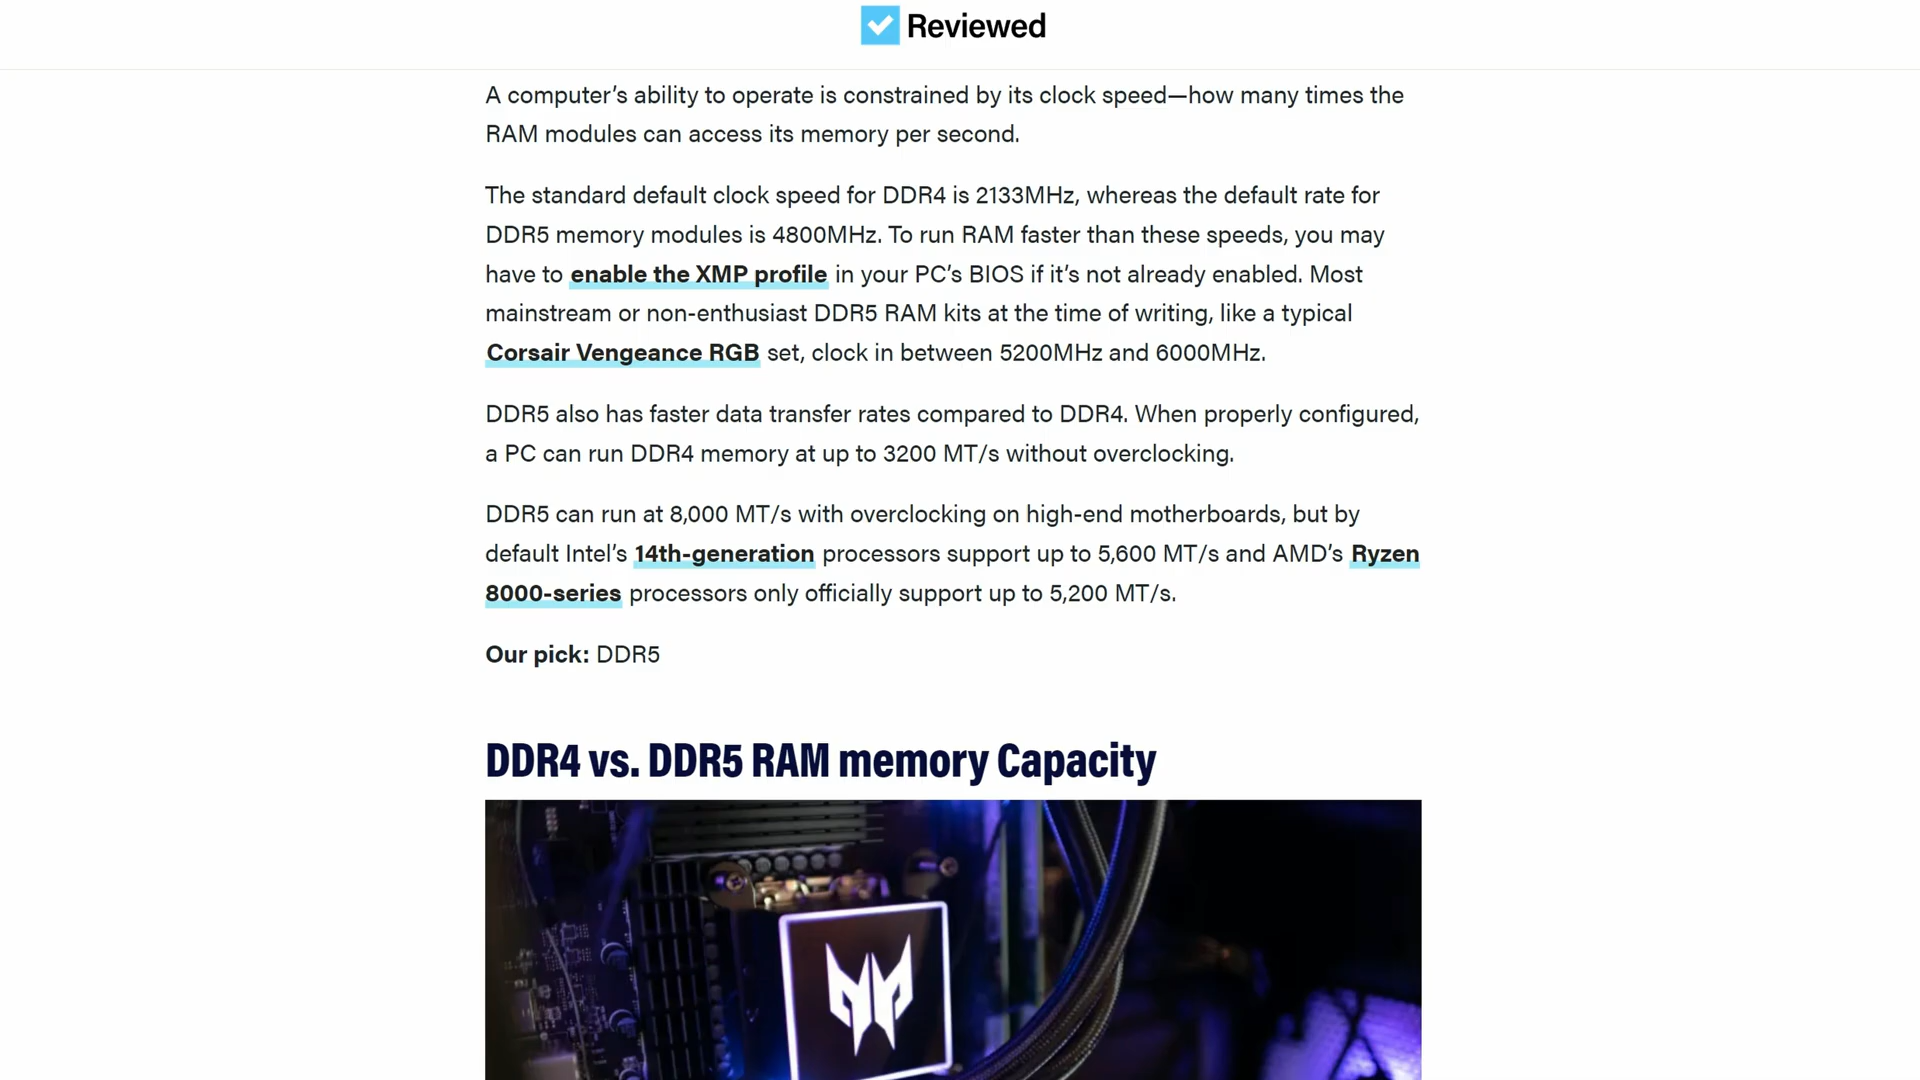 Reviewed
A computer’s ability to operate is constrained by its clock speed—how many times the
RAM modules can access its memory per second.
The standard default clock speed for DDR4 is 2133MHz, whereas the default rate for
DDR5 memory modules is 4800MHz. To run RAM faster than these speeds, you may
have to enable the XMP profile in your PC’s BIOS if it’s not already enabled. Most
mainstream or non-enthusiast DDR5 RAM kits at the time of writing, like a typical
Corsair Vengeance RGB set, clock in between 5200MHz and 6000MHz.
DDR5 also has faster data transfer rates compared to DDR4. When properly configured,
a PC can run DDR4 memory at up to 3200 MT/s without overclocking.
DDR5 can run at 8,000 MT/s with overclocking on high-end motherboards, but by
default Intel’s 14th-generation processors support up to 5,600 MT/s and AMD’s Ryzen
8000-series processors only officially support up to 5,200 MT/s.
Our pick: DDR5
DDR4 vs. DDR5 RAM memory Capacity